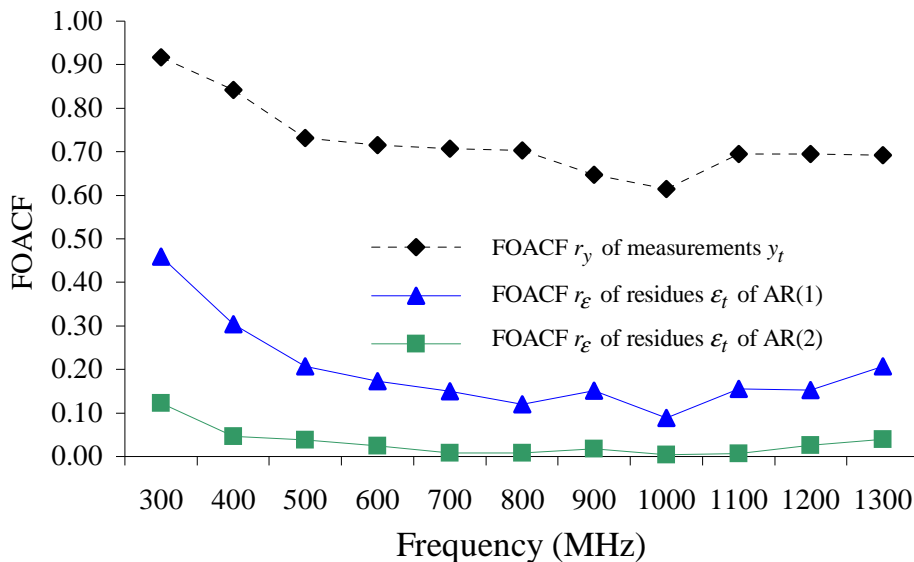 1.00
0.90
0.80
0.70
0.60
0.50
0.40
0.30
0.20
0.10
0.00
FOACF
FOACF r_y of measurements y_t
FOACF r_ε of residues ε_t of AR(1)
FOACF r_ε of residues ε_t of AR(2)
300 400 500 600 700 800 900 1000 1100 1200 1300
Frequency (MHz)